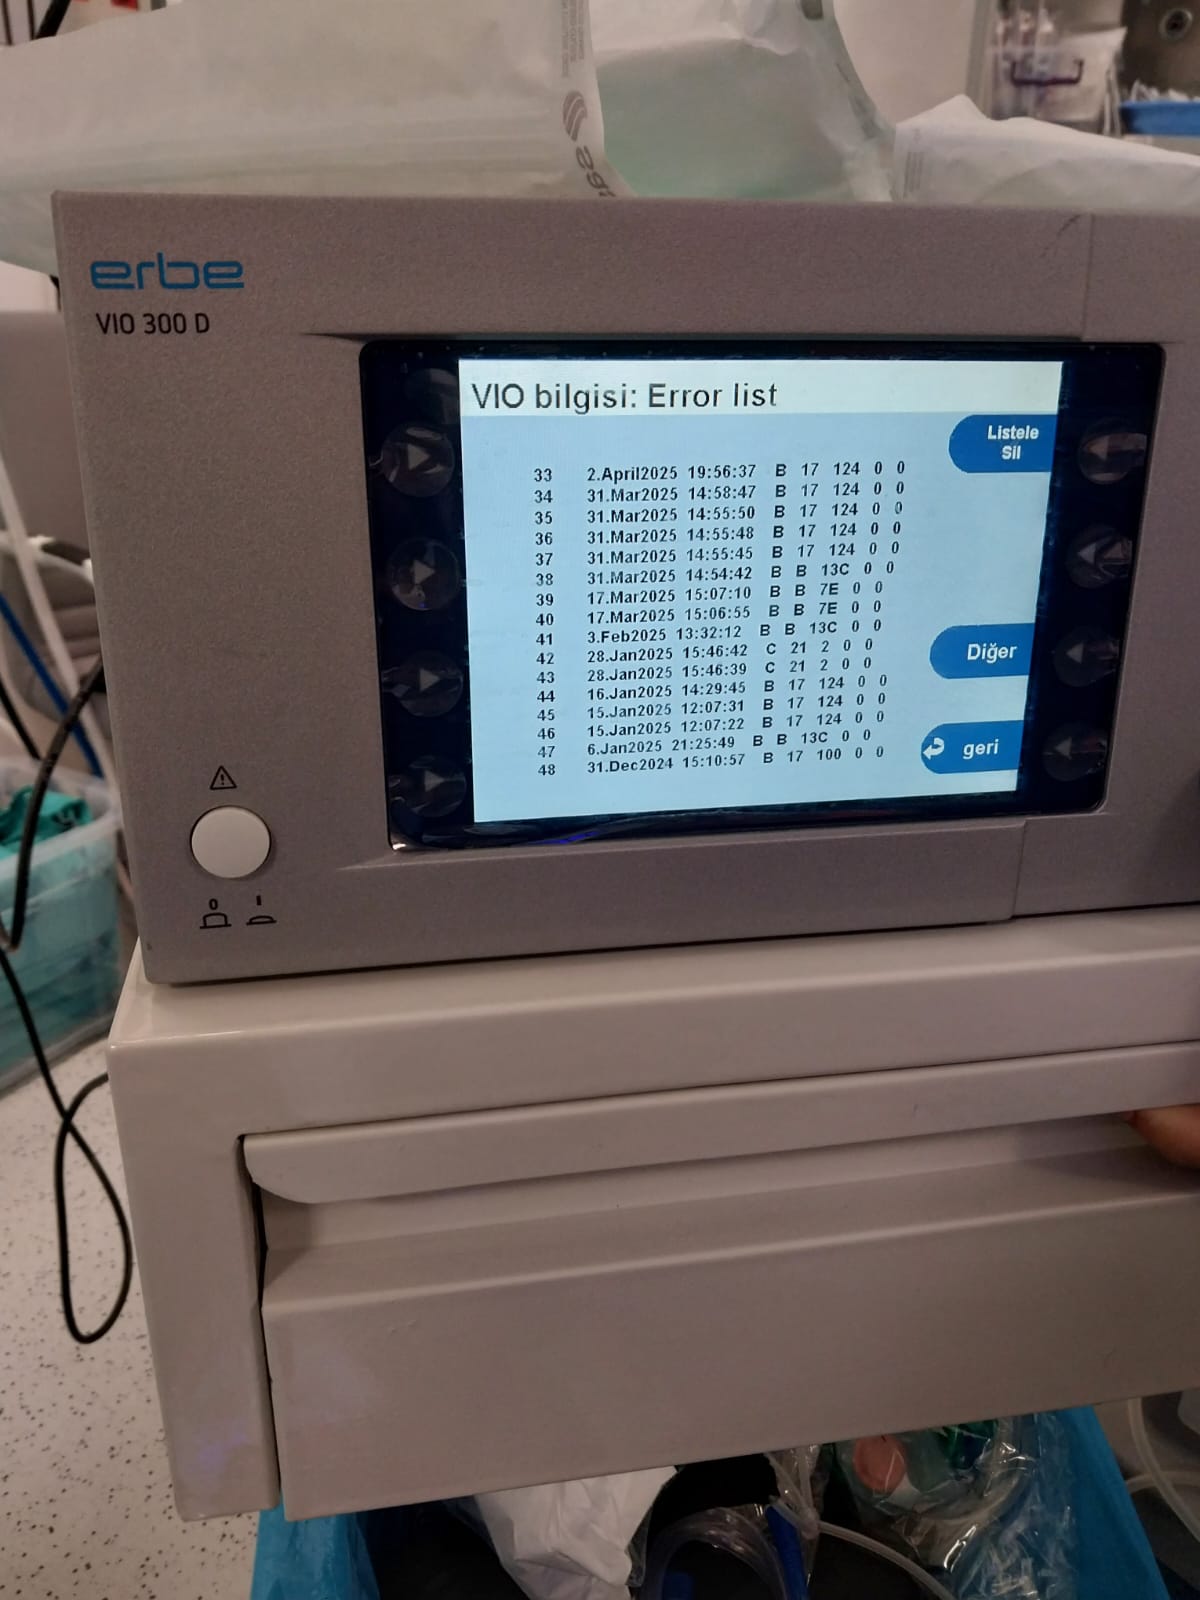 erbe
VIO 300 D
VIO bilgisi: Error list
Listele
Sil
33 2.April2025 19:56:37 B 17 124 0 0
34 31.Mar2025 14:58:47 B 17 124 0 0
35 31.Mar2025 14:55:50 B 17 124 0 0
36 31.Mar2025 14:55:48 B 17 124 0 0
37 31.Mar2025 14:55:45 B 17 124 0 0
38 31.Mar2025 14:54:42 B B 13C 0 0
39 17.Mar2025 15:07:10 B B 7E 0 0
40 17.Mar2025 15:06:55 B B 7E 0 0
41 3.Feb2025 13:32:12 B B 13C 0 0
42 28.Jan2025 15:46:42 C 21 2 0 0
43 28.Jan2025 15:46:39 C 21 2 0 0
44 16.Jan2025 14:29:45 B 17 124 0 0
45 15.Jan2025 12:07:31 B 17 124 0 0
46 15.Jan2025 12:07:22 B 17 124 0 0
47 6.Jan2025 21:25:49 B B 13C 0 0
48 31.Dec2024 15:10:57 B 17 100 0 0
Diğer
geri
0 I